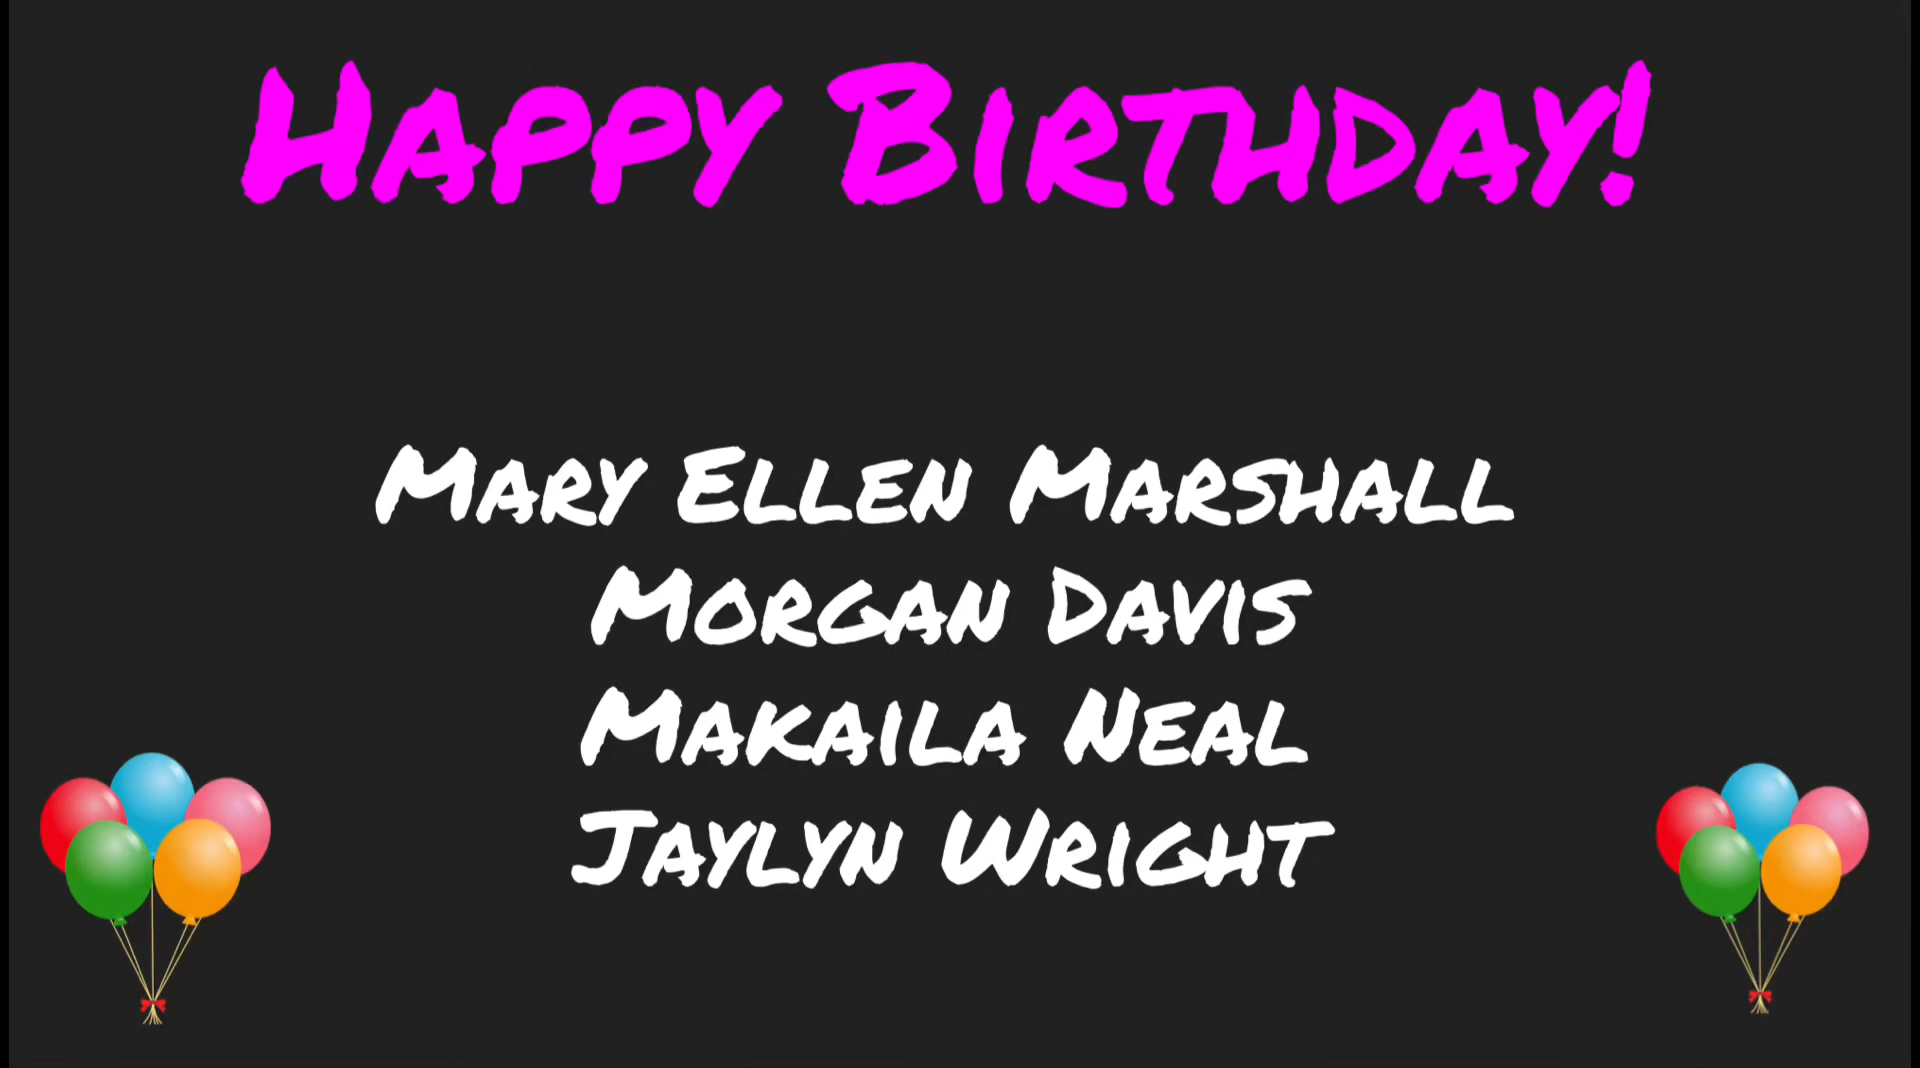 Happy Birthday!
Mary Ellen Marshall
Morgan Davis
Makaila Neal
Jaylyn Wright